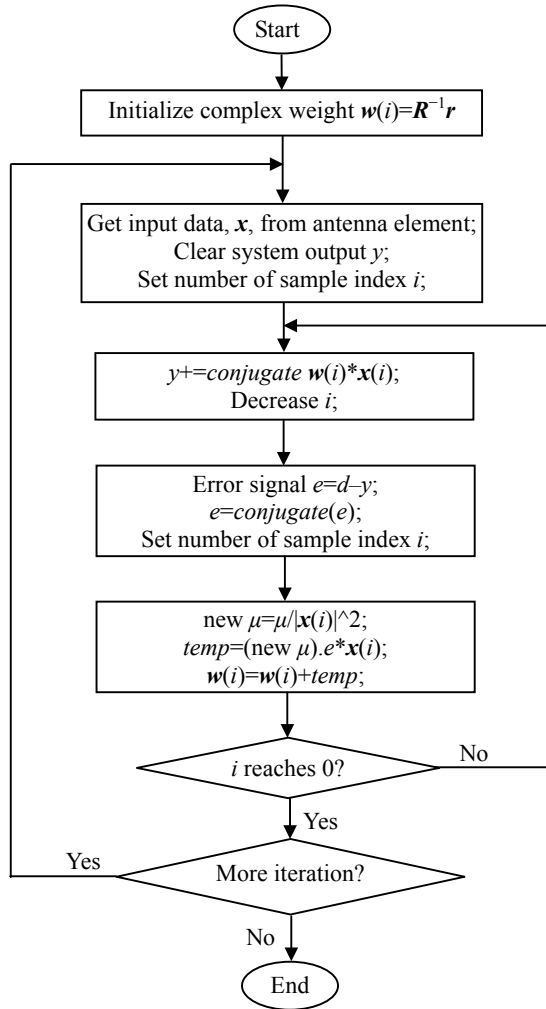 Start
Initialize complex weight w(i)=R⁻¹r
Get input data, x, from antenna element;
Clear system output y;
Set number of sample index i;
y+=conjugate w(i)*x(i);
Decrease i;
Error signal e=d–y;
e=conjugate(e);
Set number of sample index i;
new μ=μ/|x(i)|^2;
temp=(new μ).e*x(i);
w(i)=w(i)+temp;
i reaches 0?
No
Yes
Yes
More iteration?
No
End